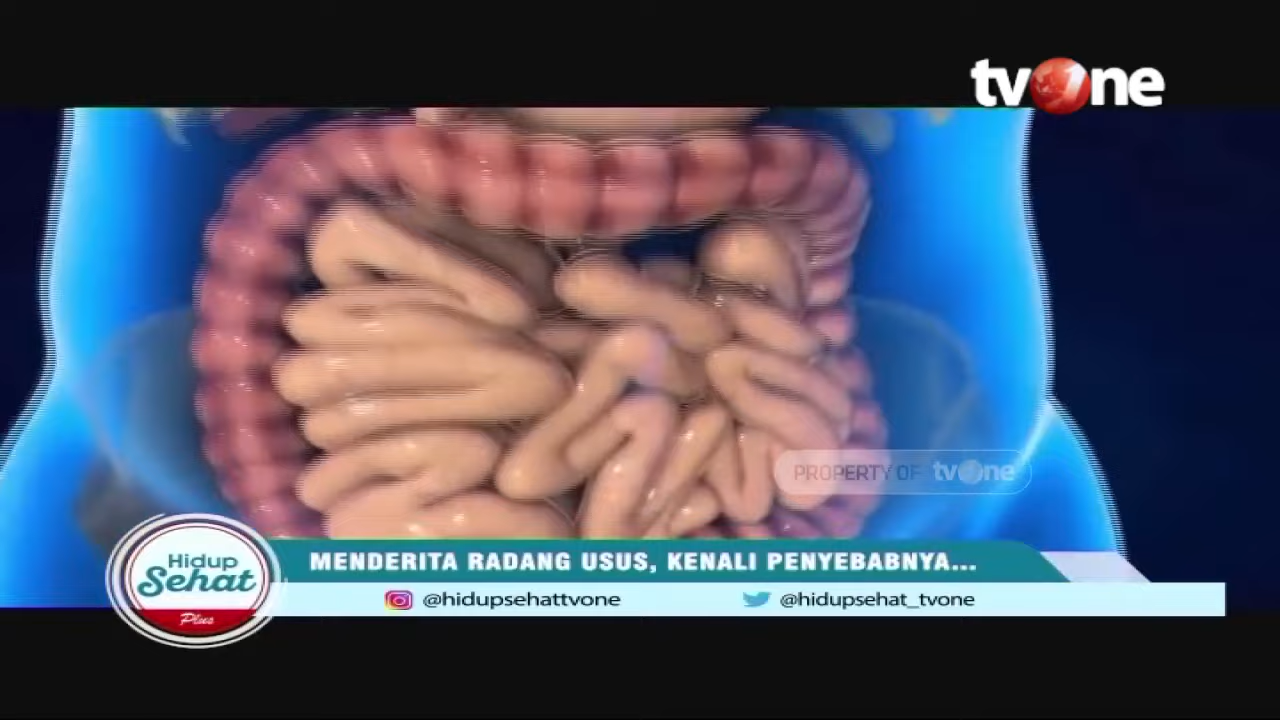 tvOne
PROPERTY OF tvOne
Hidup
Sehat
Plus
MENDERITA RADANG USUS, KENALI PENYEBABNYA...
@hidupsehattvone
@hidupsehat_tvone